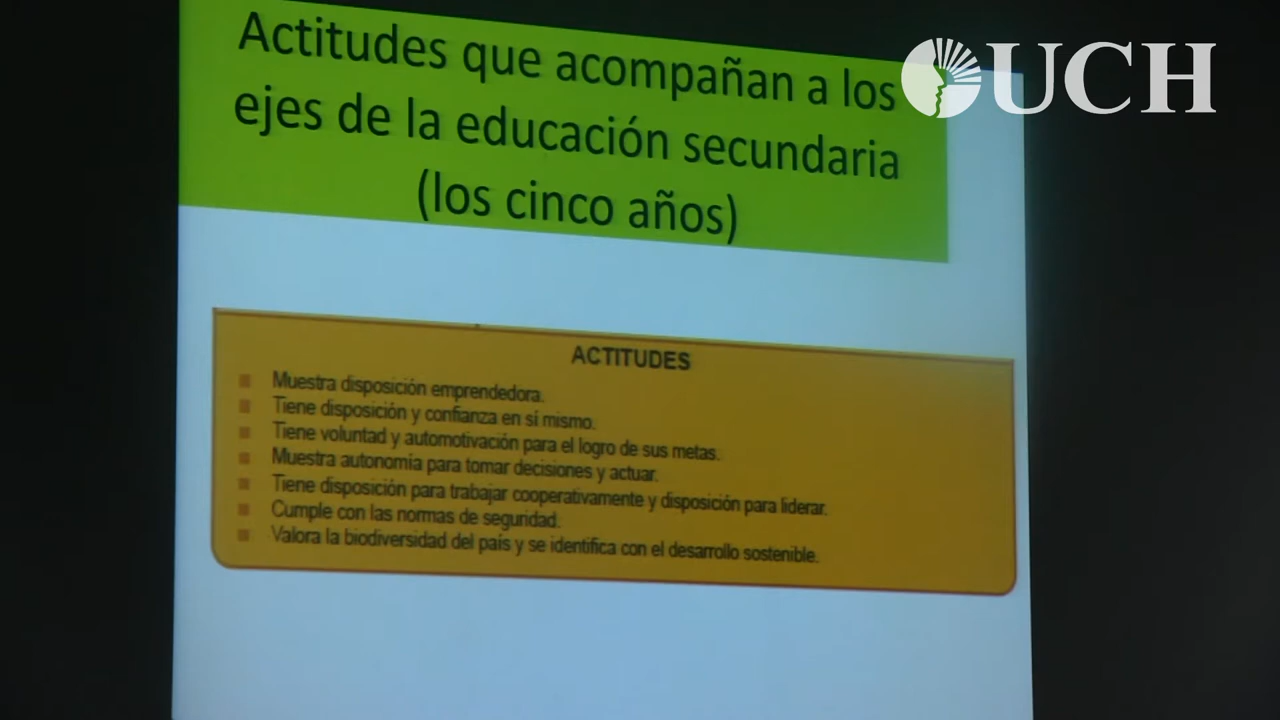 Actitudes que acompañan a los
ejes de la educación secundaria
(los cinco años)
UCH
ACTITUDES
Muestra disposición emprendedora.
Tiene disposición y confianza en sí mismo.
Tiene voluntad y automotivación para el logro de sus metas.
Muestra autonomía para tomar decisiones y actuar.
Tiene disposición para trabajar cooperativamente y disposición para liderar.
Cumple con las normas de seguridad.
Valora la biodiversidad del país y se identifica con el desarrollo sostenible.